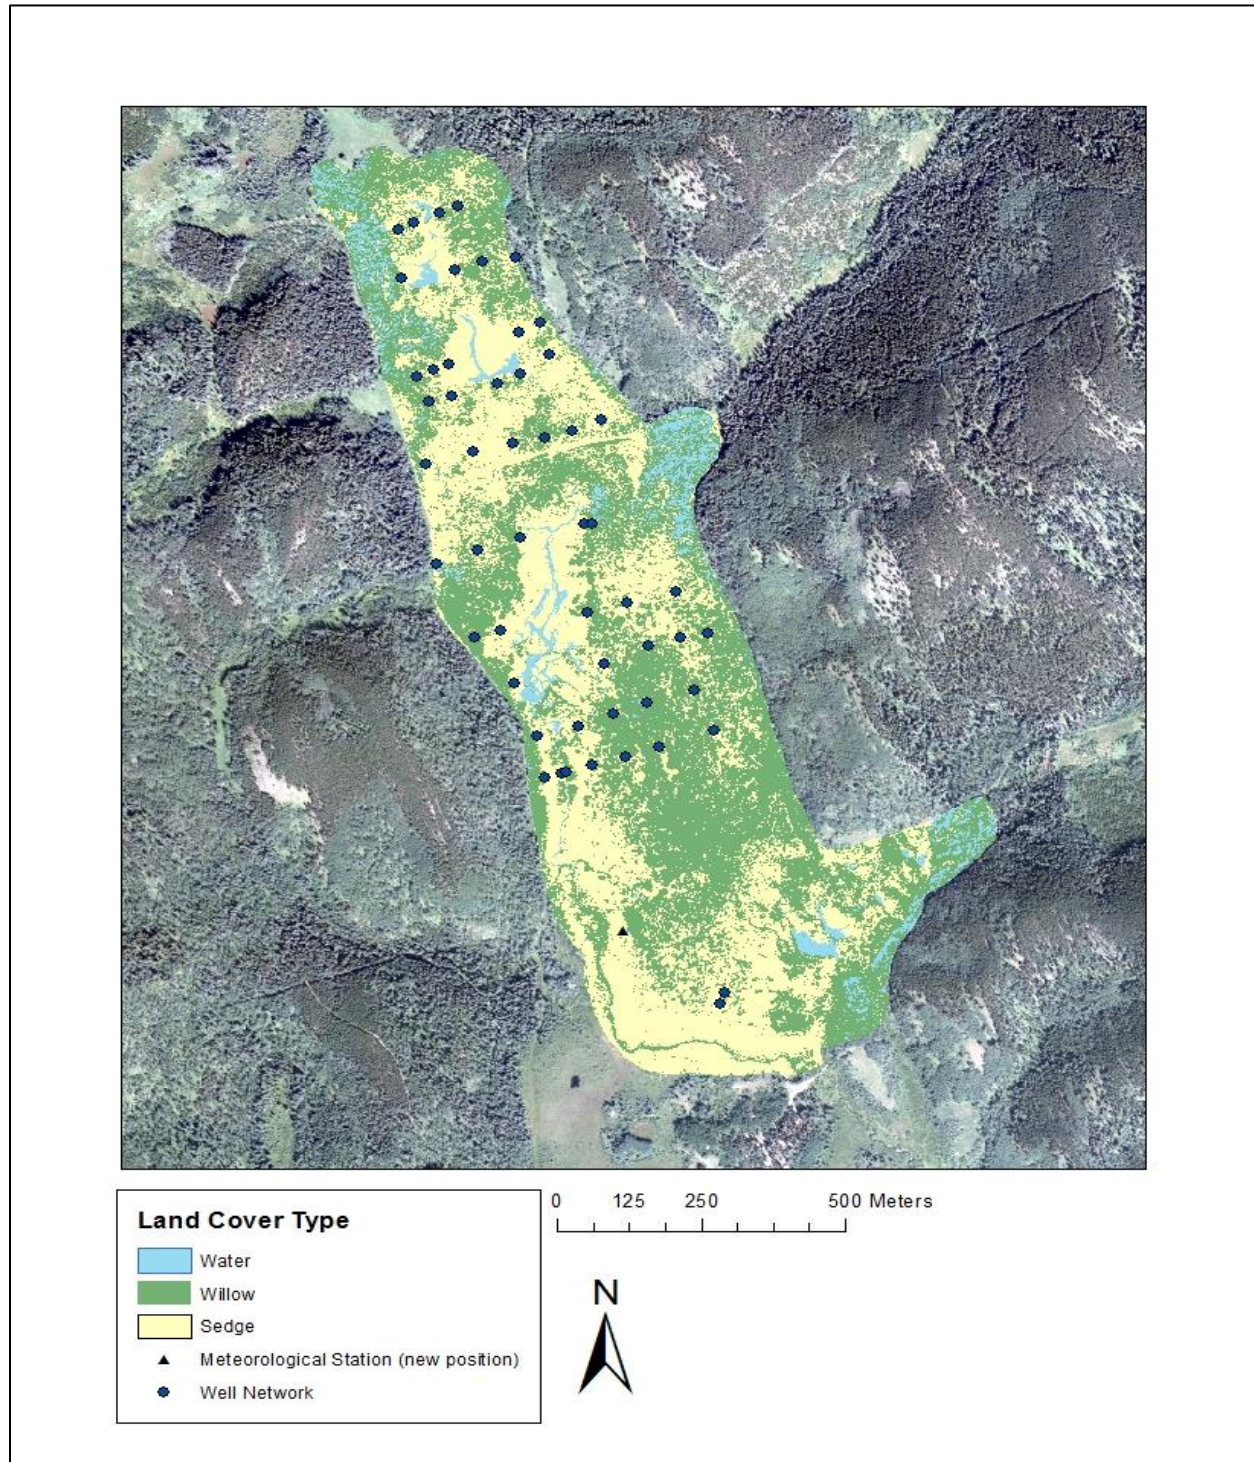 Land Cover Type
Water
Willow
Sedge
Meteorological Station (new position)
Well Network
0 125 250 500 Meters
N